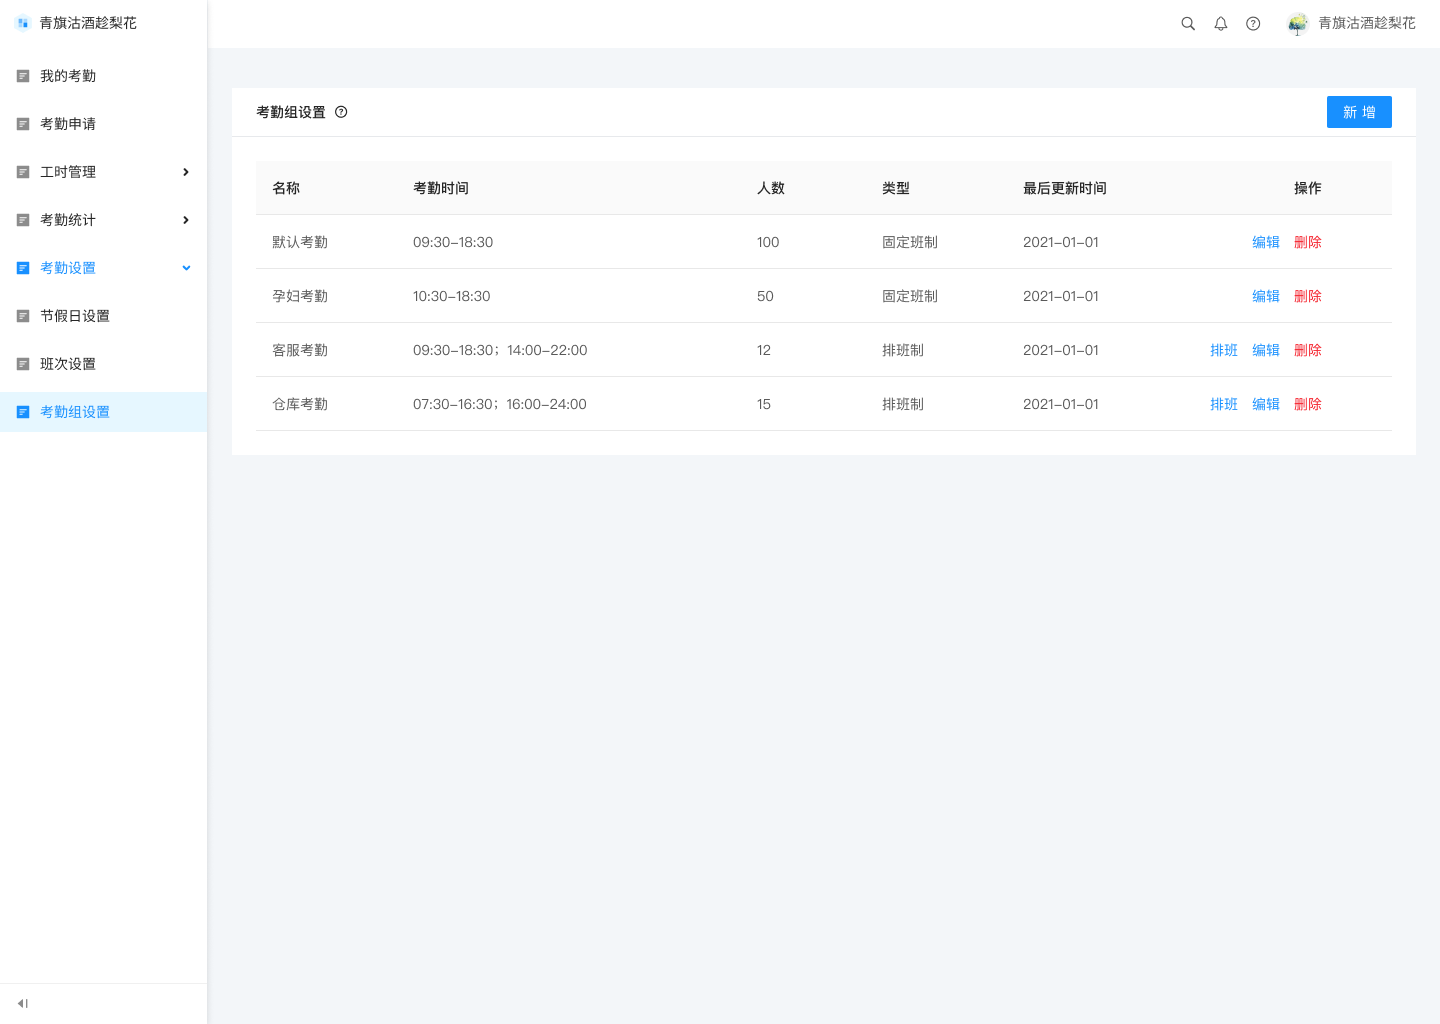 青旗沽酒趁梨花
青旗沽酒趁梨花
我的考勤
考勤申请
工时管理
考勤统计
考勤设置
节假日设置
班次设置
考勤组设置
考勤组设置
新 增
名称 考勤时间 人数 类型 最后更新时间 操作
默认考勤 09:30-18:30 100 固定班制 2021-01-01 编辑 删除
孕妇考勤 10:30-18:30 50 固定班制 2021-01-01 编辑 删除
客服考勤 09:30-18:30；14:00-22:00 12 排班制 2021-01-01 排班 编辑 删除
仓库考勤 07:30-16:30；16:00-24:00 15 排班制 2021-01-01 排班 编辑 删除